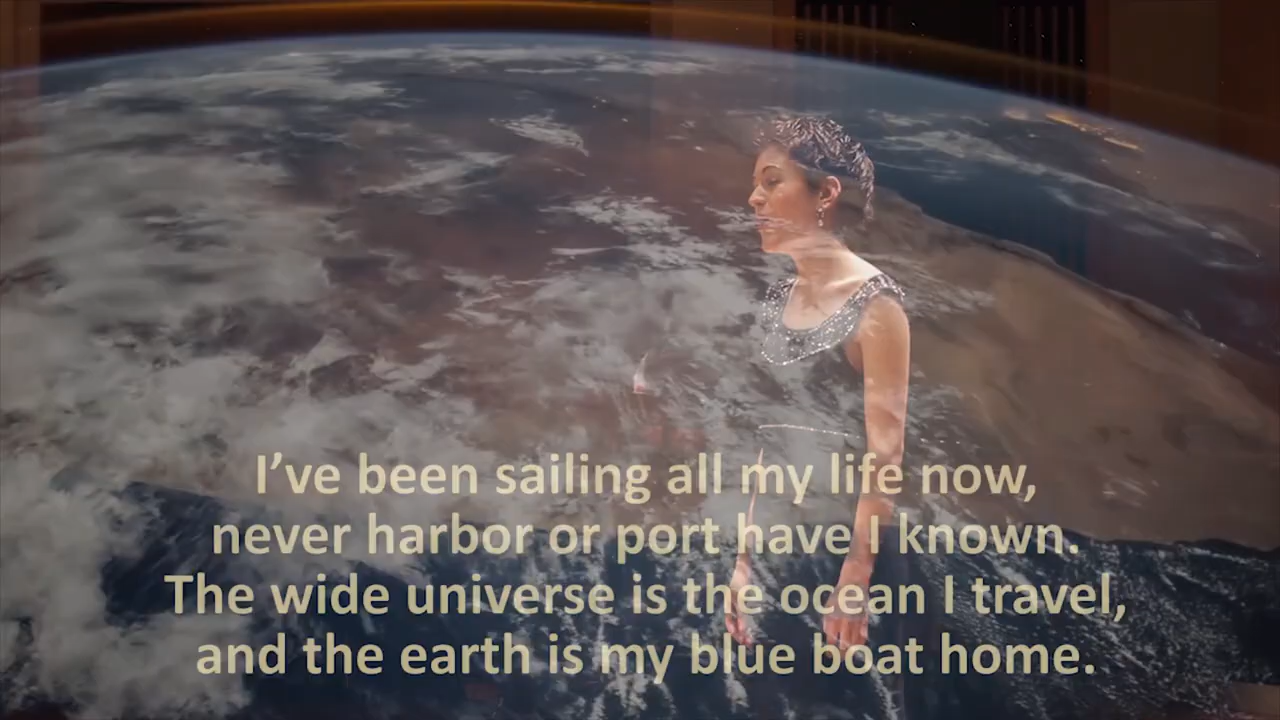 I’ve been sailing all my life now,
never harbor or port have I known.
The wide universe is the ocean I travel,
and the earth is my blue boat home.